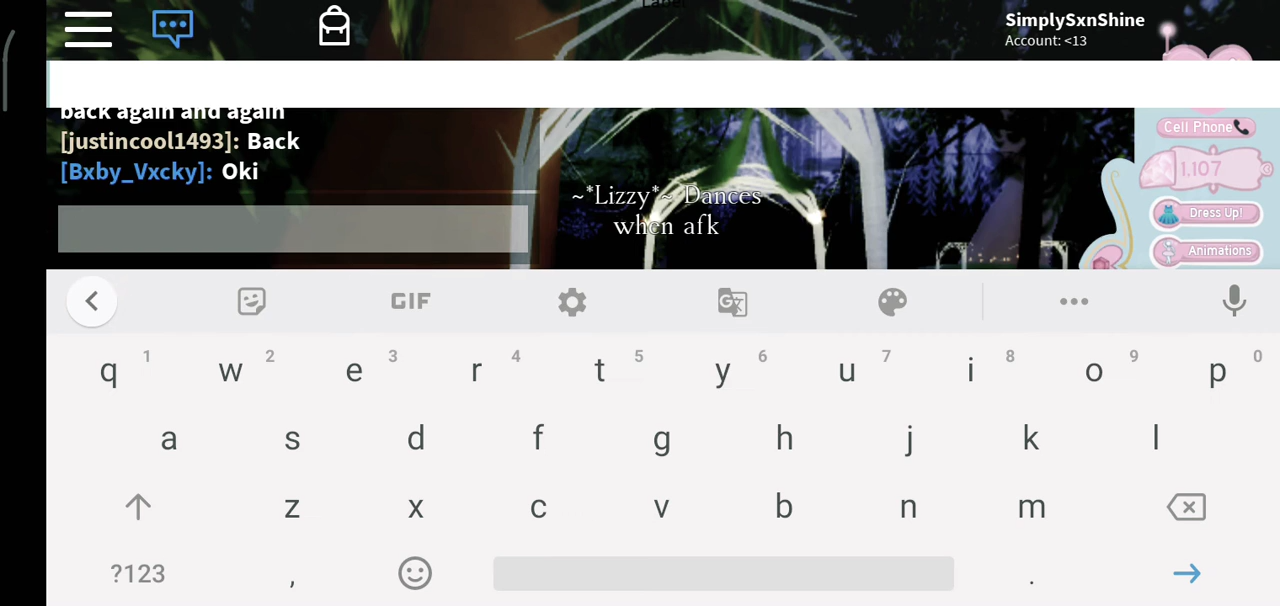 Label
SimplySxnShine
Account: <13
back again and again
[justincool1493]: Back
[Bxby_Vxcky]: Oki
~*Lizzy*~ Dances
when afk
Cell Phone📞
1.107
Dress Up!
Animations
GIF
q 1 w 2 e 3 r 4 t 5 y 6 u 7 i 8 o 9 p 0
a s d f g h j k l
z x c v b n m
?123 , .